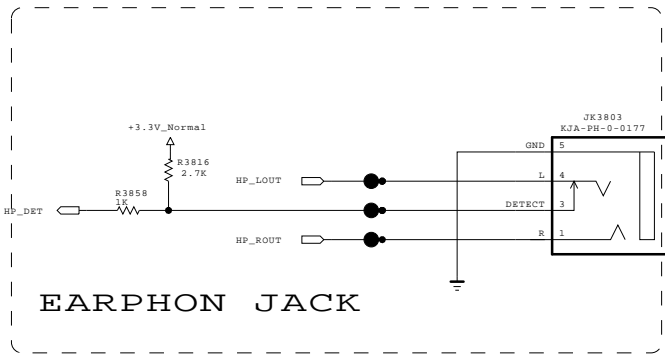 JK3803
KJA-PH-0-0177
+3.3V_Normal
GND 5
R3816
2.7K
HP_LOUT
L 4
R3858
1K
HP_DET
DETECT 3
HP_ROUT
R 1
EARPHON JACK